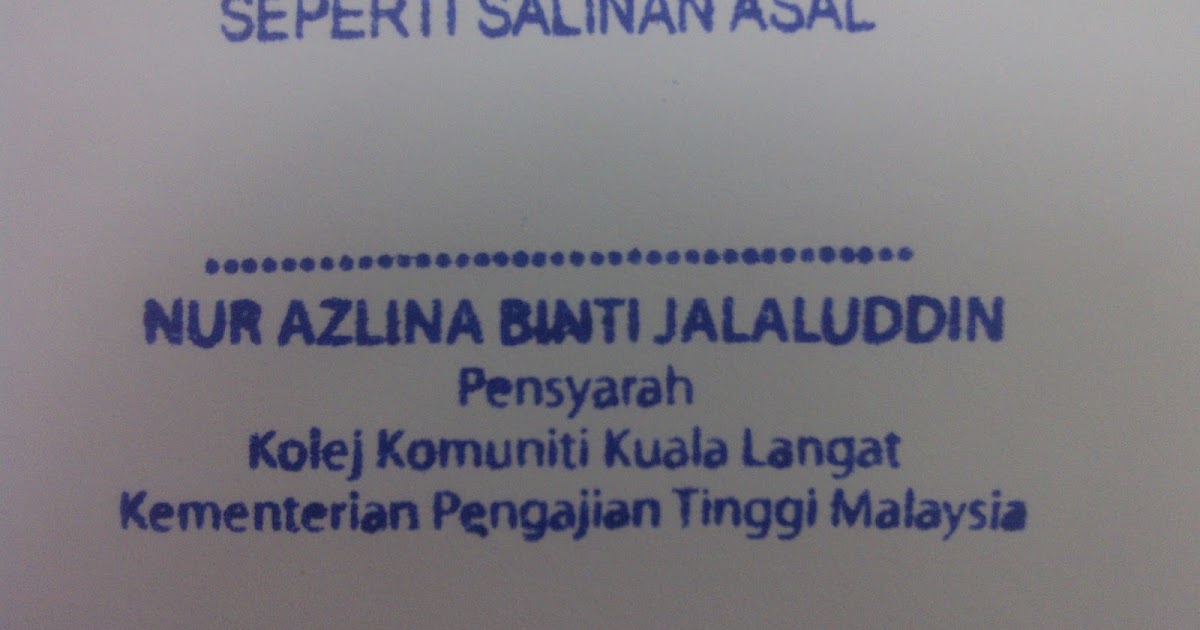 SEPERTI SALINAN ASAL
........................................
NUR AZLINA BINTI JALALUDDIN
Pensyarah
Kolej Komuniti Kuala Langat
Kementerian Pengajian Tinggi Malaysia